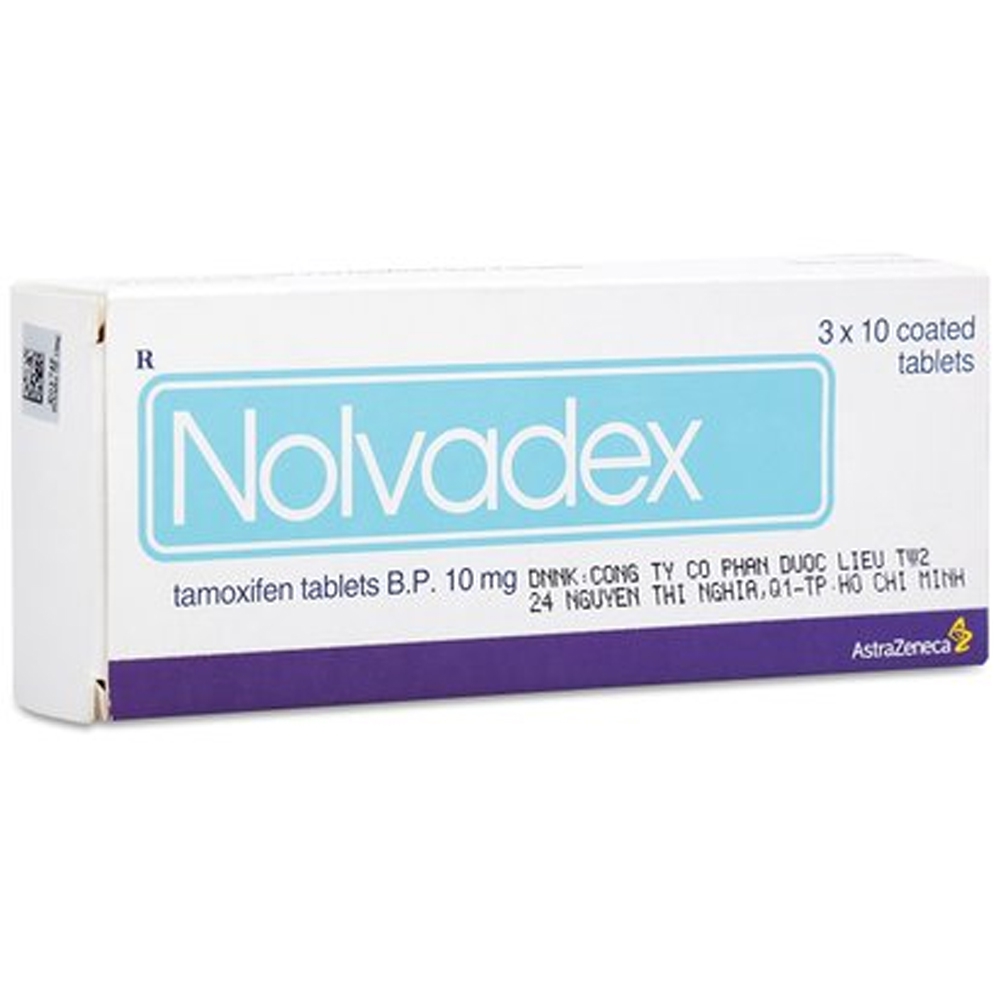 R
3 x 10 coated
tablets
Nolvadex
tamoxifen tablets B.P. 10 mg
DNNK:CONG TY CO PHAN DUOC LIEU TW2
24 NGUYEN THI NGHIA,Q1-TP.HO CHI MINH
AstraZeneca